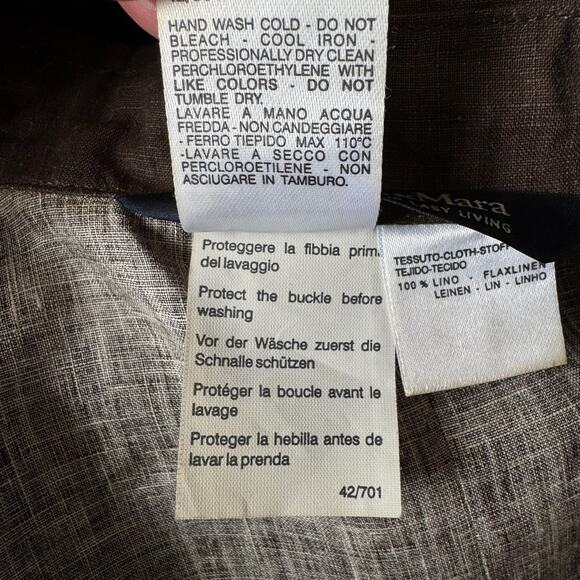 HAND WASH COLD - DO NOT
BLEACH - COOL IRON -
PROFESSIONALLY DRY CLEAN
PERCHLOROETHYLENE WITH
LIKE COLORS - DO NOT
TUMBLE DRY.
LAVARE A MANO ACQUA
FREDDA - NON CANDEGGIARE
- FERRO TIEPIDO MAX 110°C
-LAVARE A SECCO CON
PERCLOROETILENE - NON
ASCIUGARE IN TAMBURO.
Mara
LIVING
Proteggere la fibbia prim
del lavaggio
Protect the buckle before
washing
Vor der Wäsche zuerst die
Schnalle schützen
Protéger la boucle avant le
lavage
Proteger la hebilla antes de
lavar la prenda
42/701
TESSUTO-CLOTH-STOF
TEJIDO-TECIDO
100 % LINO - FLAXLINEN
LEINEN - LIN - LINHO